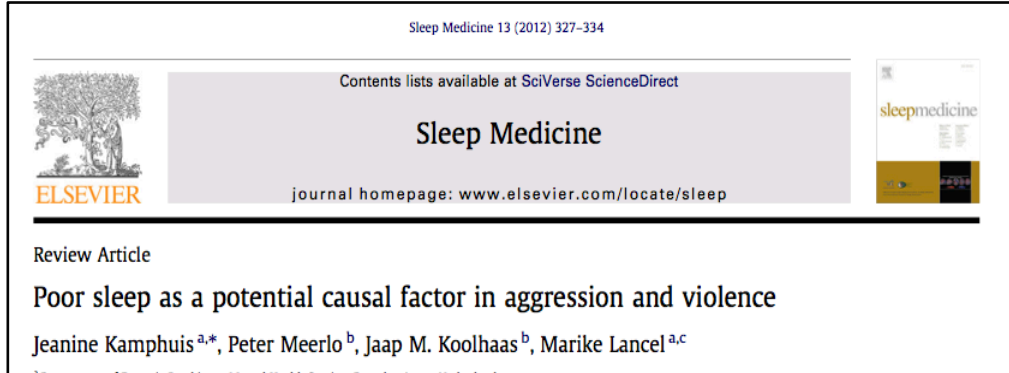 Sleep Medicine 13 (2012) 327–334
Contents lists available at SciVerse ScienceDirect
Sleep Medicine
journal homepage: www.elsevier.com/locate/sleep
ELSEVIER
sleepmedicine
Review Article
Poor sleep as a potential causal factor in aggression and violence
Jeanine Kamphuis a,*, Peter Meerlo b, Jaap M. Koolhaas b, Marike Lancel a,c